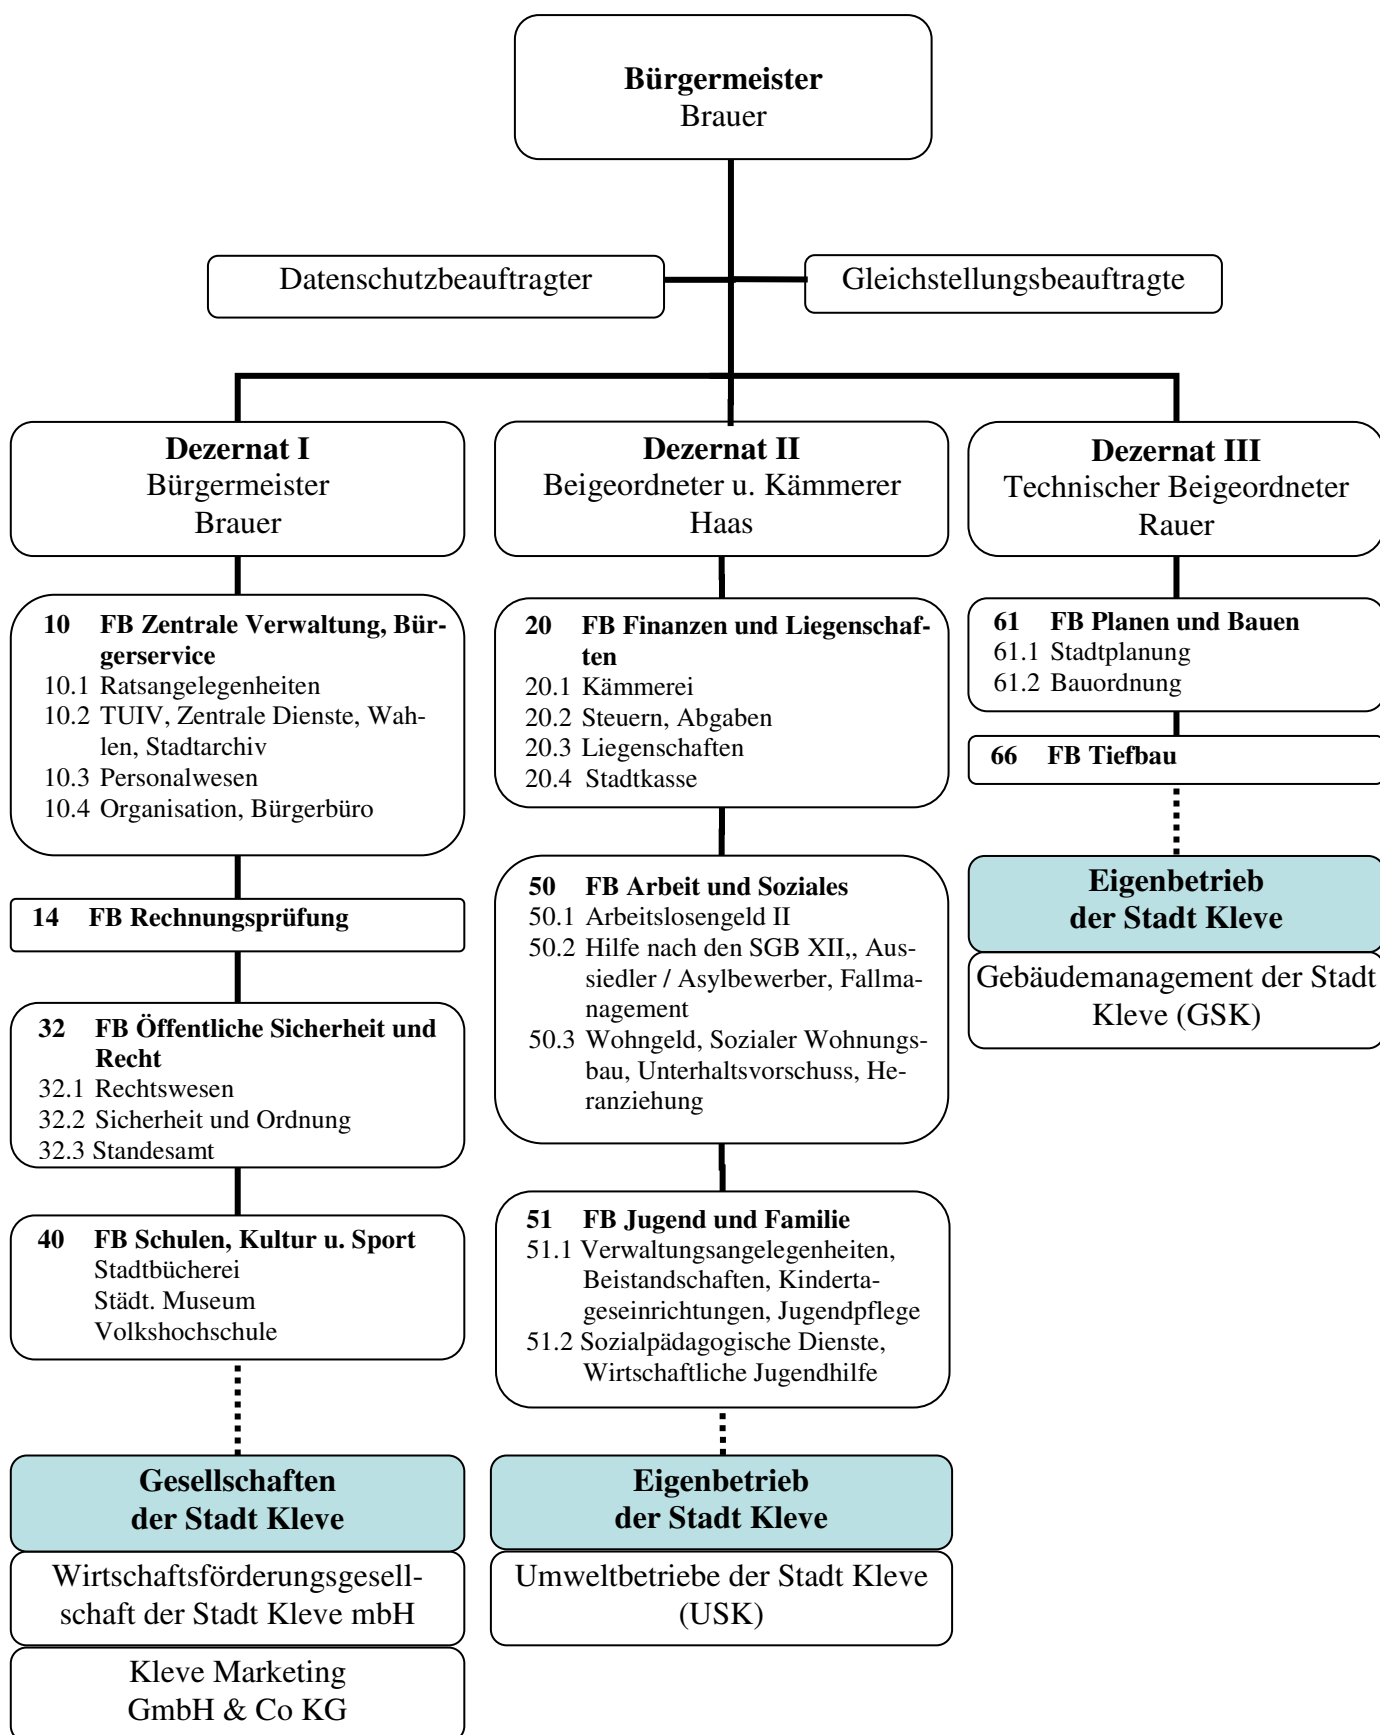 Bürgermeister
Brauer
Datenschutzbeauftragter
Gleichstellungsbeauftragte
Dezernat I
Bürgermeister
Brauer
10 FB Zentrale Verwaltung, Bür-
gerservice
10.1 Ratsangelegenheiten
10.2 TUIV, Zentrale Dienste, Wah-
len, Stadtarchiv
10.3 Personalwesen
10.4 Organisation, Bürgerbüro
14 FB Rechnungsprüfung
32 FB Öffentliche Sicherheit und
Recht
32.1 Rechtswesen
32.2 Sicherheit und Ordnung
32.3 Standesamt
40 FB Schulen, Kultur u. Sport
Stadtbücherei
Städt. Museum
Volkshochschule
Gesellschaften
der Stadt Kleve
Wirtschaftsförderungsgesell-
schaft der Stadt Kleve mbH
Kleve Marketing
GmbH & Co KG
Dezernat II
Beigeordneter u. Kämmerer
Haas
20 FB Finanzen und Liegenschaf-
ten
20.1 Kämmerei
20.2 Steuern, Abgaben
20.3 Liegenschaften
20.4 Stadtkasse
50 FB Arbeit und Soziales
50.1 Arbeitslosengeld II
50.2 Hilfe nach den SGB XII,, Aus-
siedler / Asylbewerber, Fallma-
nagement
50.3 Wohngeld, Sozialer Wohnungs-
bau, Unterhaltsvorschuss, He-
ranziehung
51 FB Jugend und Familie
51.1 Verwaltungsangelegenheiten,
Beistandschaften, Kinderta-
geseinrichtungen, Jugendpflege
51.2 Sozialpädagogische Dienste,
Wirtschaftliche Jugendhilfe
Eigenbetrieb
der Stadt Kleve
Umweltbetriebe der Stadt Kleve
(USK)
Dezernat III
Technischer Beigeordneter
Rauer
61 FB Planen und Bauen
61.1 Stadtplanung
61.2 Bauordnung
66 FB Tiefbau
Eigenbetrieb
der Stadt Kleve
Gebäudemanagement der Stadt
Kleve (GSK)